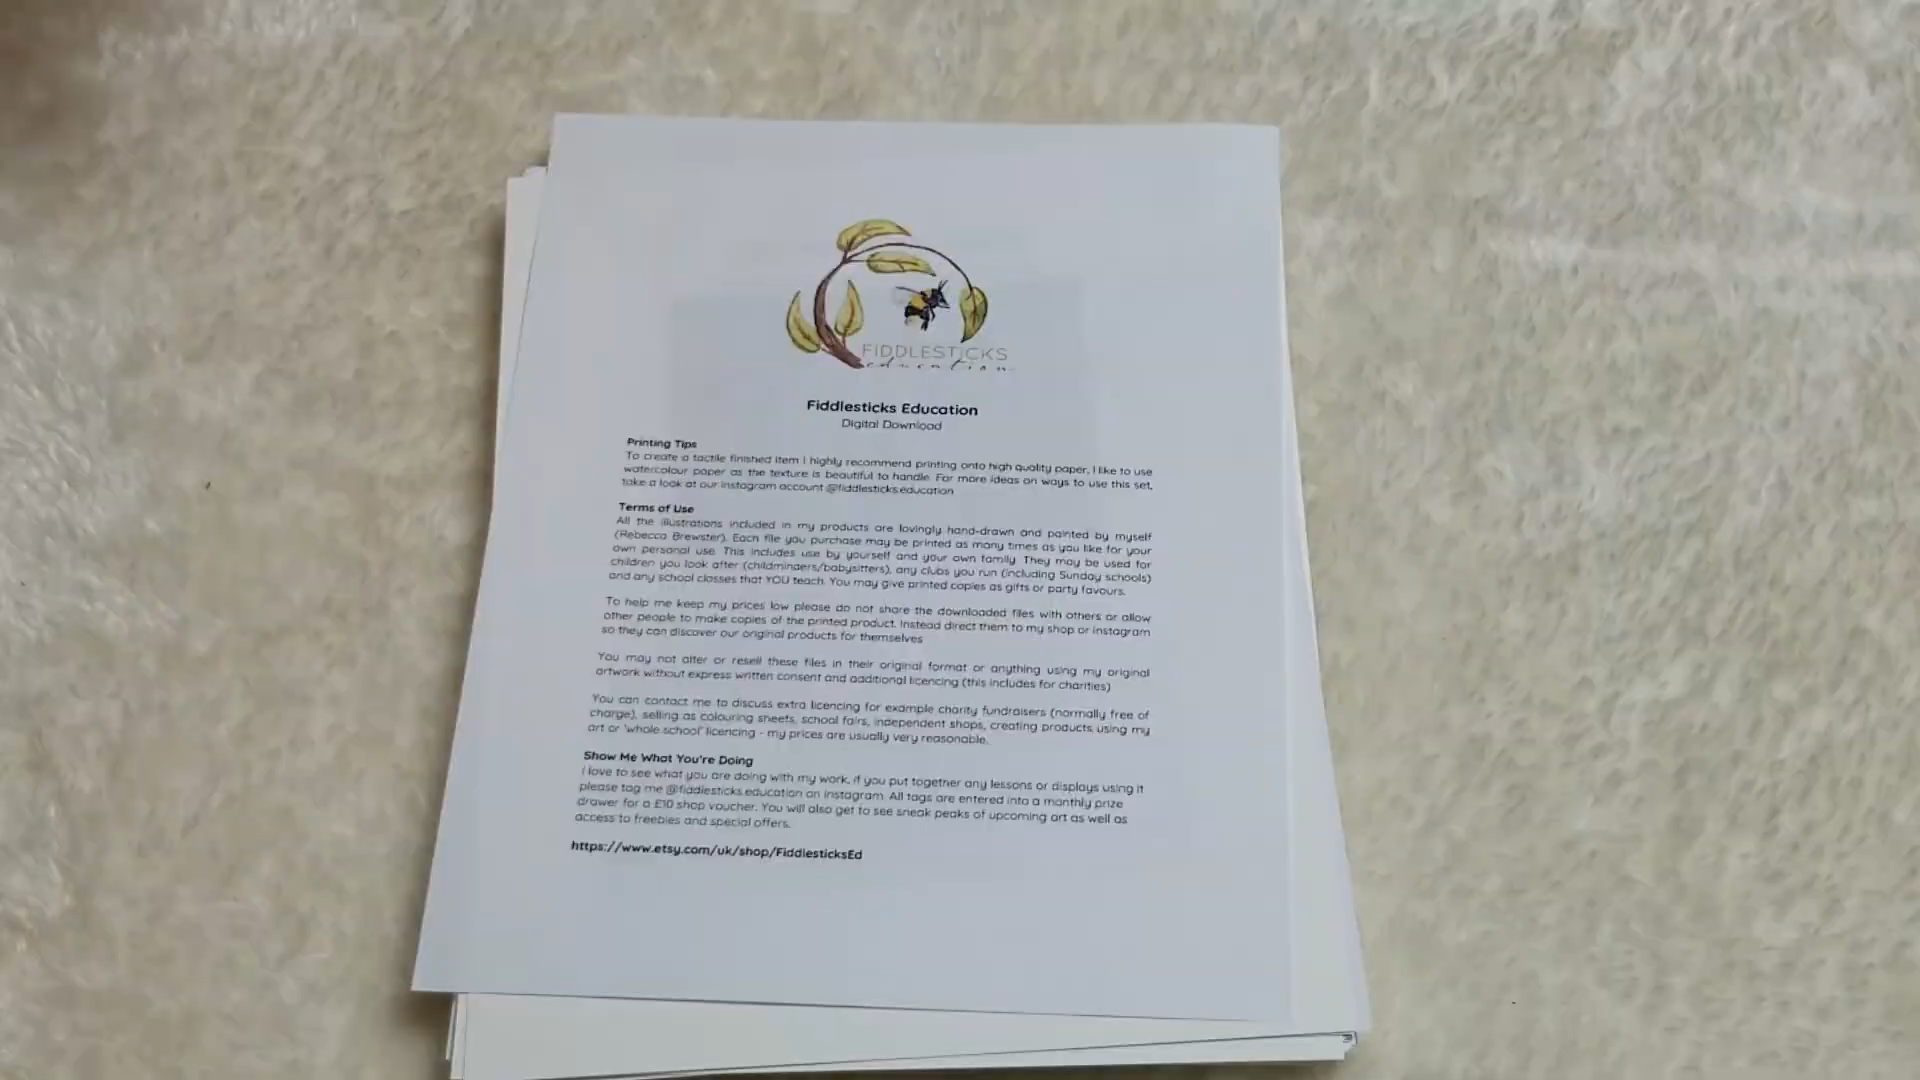 FIDDLESTICKS
education
Fiddlesticks Education
Digital Download
Printing Tips
To create a tactile finished item I highly recommend printing onto high quality paper, I like to use
watercolour paper as the texture is beautiful to handle. For more ideas on ways to use this set,
take a look at our instagram account @fiddlesticks.education
Terms of Use
All the illustrations included in my products are lovingly hand-drawn and painted by myself
(Rebecca Brewster). Each file you purchase may be printed as many times as you like for your
own personal use. This includes use by yourself and your own family. They may be used for
children you look after (childminders/babysitters), any clubs you run (including Sunday schools)
and any school classes that YOU teach. You may give printed copies as gifts or party favours.
To help me keep my prices low please do not share the downloaded files with others or allow
other people to make copies of the printed product. Instead direct them to my shop or instagram
so they can discover our original products for themselves
You may not alter or resell these files in their original format or anything using my original
artwork without express written consent and additional licencing (this includes for charities)
You can contact me to discuss extra licencing for example charity fundraisers (normally free of
charge), selling as colouring sheets, school fairs, independent shops, creating products using my
art or 'whole school' licencing - my prices are usually very reasonable.
Show Me What You're Doing
I love to see what you are doing with my work, if you put together any lessons or displays using it
please tag me @fiddlesticks.education on instagram. All tags are entered into a monthly prize
drawer for a £10 shop voucher. You will also get to see sneak peaks of upcoming art as well as
access to freebies and special offers.
https://www.etsy.com/uk/shop/FiddlesticksEd